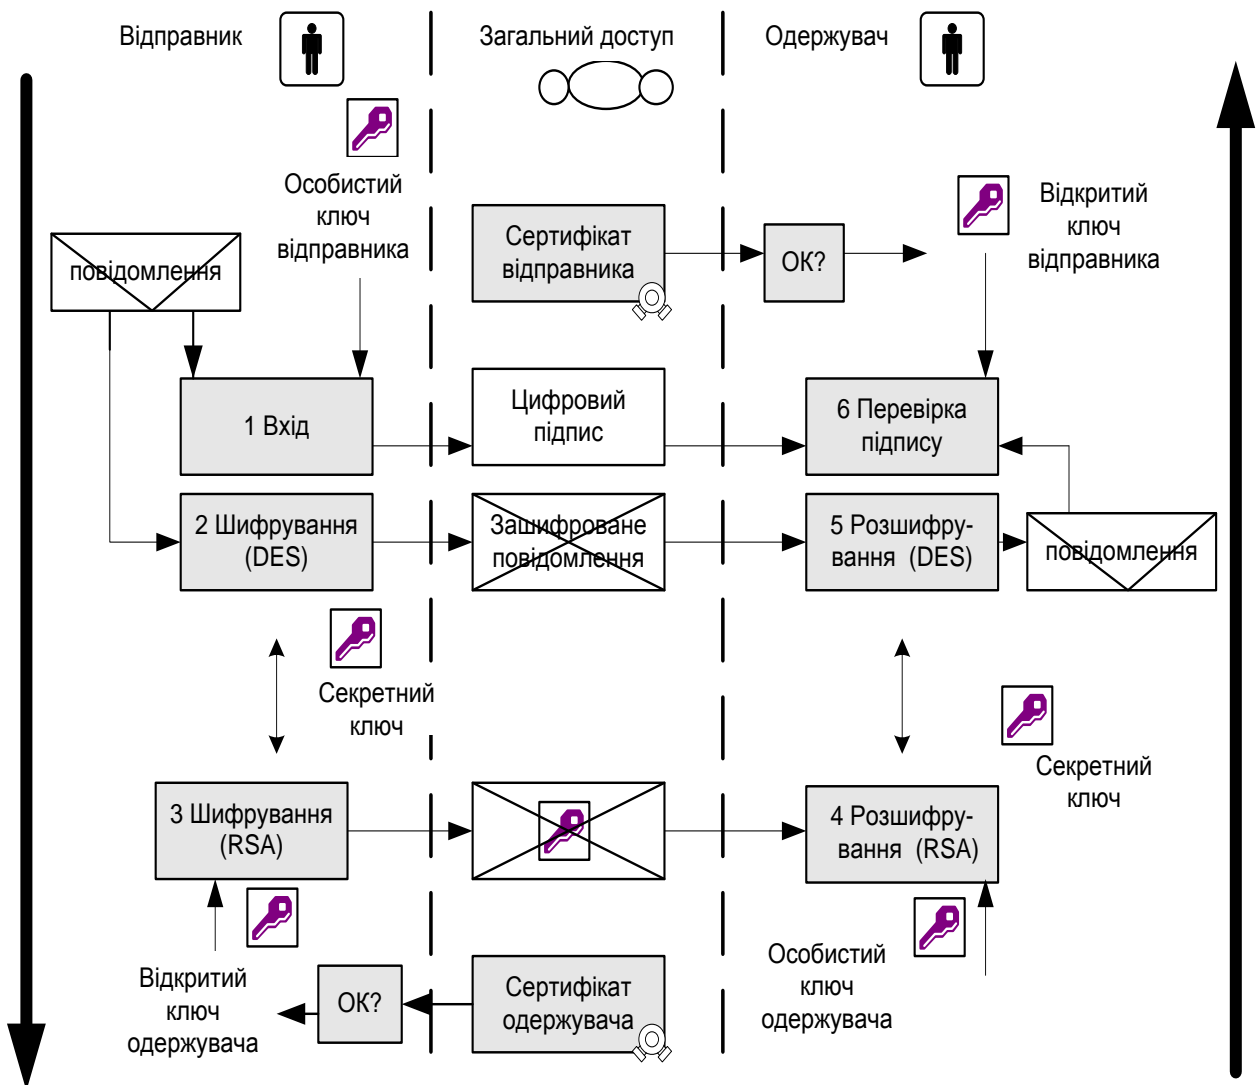 Відправник
Загальний доступ
Одержувач
Особистий
ключ
відправника
Сертифікат
відправника
ОК?
Відкритий
ключ
відправника
повідомлення
1 Вхід
Цифровий
підпис
6 Перевірка
підпису
2 Шифрування
(DES)
Зашифроване
повідомлення
5 Розшифру-
вання (DES)
повідомлення
Секретний
ключ
Секретний
ключ
3 Шифрування
(RSA)
4 Розшифру-
вання (RSA)
Відкритий
ключ
одержувача
ОК?
Сертифікат
одержувача
Особистий
ключ
одержувача